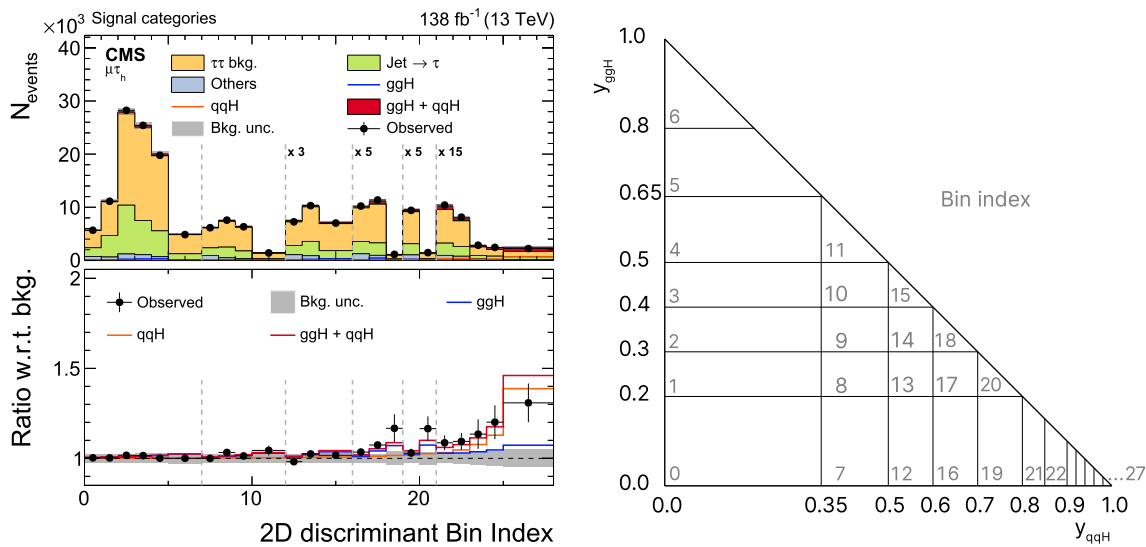 ×10³ Signal categories 138 fb⁻¹ (13 TeV)
CMS
μτₕ
ττ bkg. Jet → τ
Others ggH
qqH ggH + qqH
Bkg. unc. Observed
x 3 x 5 x 5 x 15
N_events
40
30
20
10
0
Observed Bkg. unc. ggH
qqH ggH + qqH
Ratio w.r.t. bkg.
2
1.5
1
0 10 20
2D discriminant Bin Index
y_ggH
1.0
0.8
0.65
0.5
0.4
0.3
0.2
0.0
Bin index
6
5
4 11
3 10 15
2 9 14 18
1 8 13 17 20
0 7 12 16 19 21 22 ...27
0.0 0.35 0.5 0.6 0.7 0.8 0.9 1.0
y_qqH